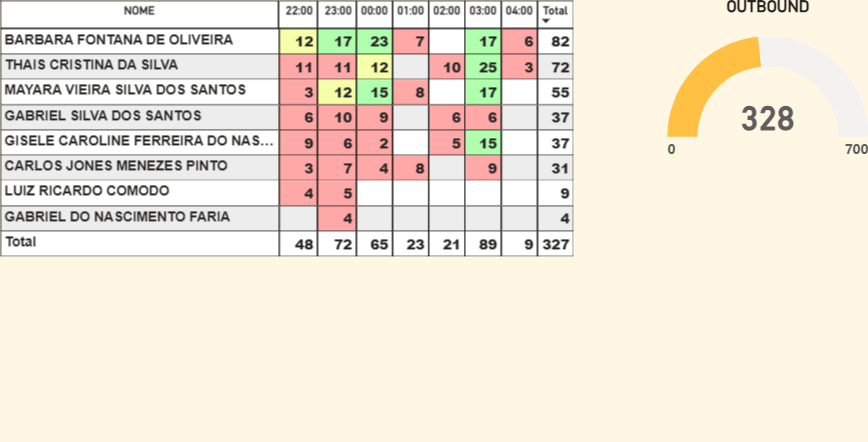 NOME 22:00 23:00 00:00 01:00 02:00 03:00 04:00 Total
BARBARA FONTANA DE OLIVEIRA 12 17 23 7 17 6 82
THAIS CRISTINA DA SILVA 11 11 12 10 25 3 72
MAYARA VIEIRA SILVA DOS SANTOS 3 12 15 8 17 55
GABRIEL SILVA DOS SANTOS 6 10 9 6 6 37
GISELE CAROLINE FERREIRA DO NAS... 9 6 2 5 15 37
CARLOS JONES MENEZES PINTO 3 7 4 8 9 31
LUIZ RICARDO COMODO 4 5 9
GABRIEL DO NASCIMENTO FARIA 4 4
Total 48 72 65 23 21 89 9 327
OUTBOUND
328
0 700